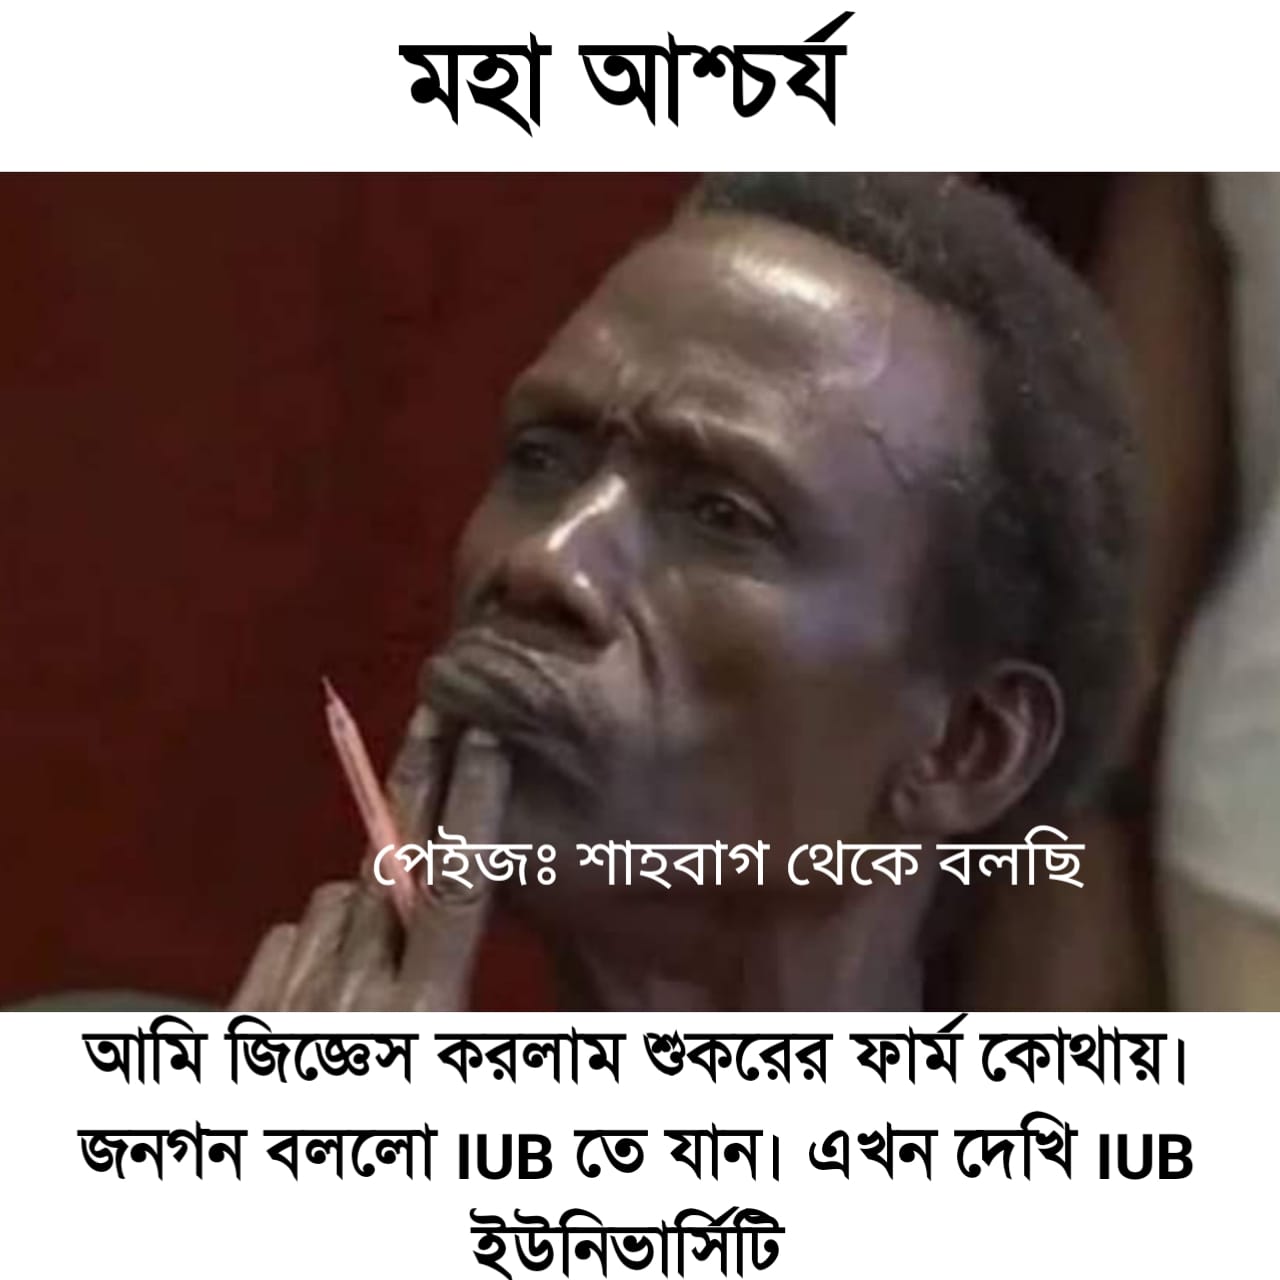 মহা আশ্চর্য
পেইজঃ শাহবাগ থেকে বলছি
আমি জিজ্ঞেস করলাম শুকরের ফার্ম কোথায়।
জনগন বললো IUB তে যান। এখন দেখি IUB
ইউনিভার্সিটি